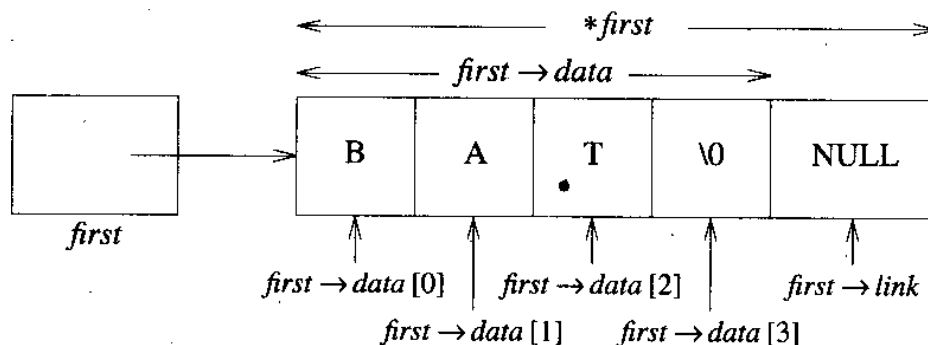 *first
first → data
B A T \0 NULL
first
first → data [0] first → data [2] first → link
first → data [1] first → data [3]